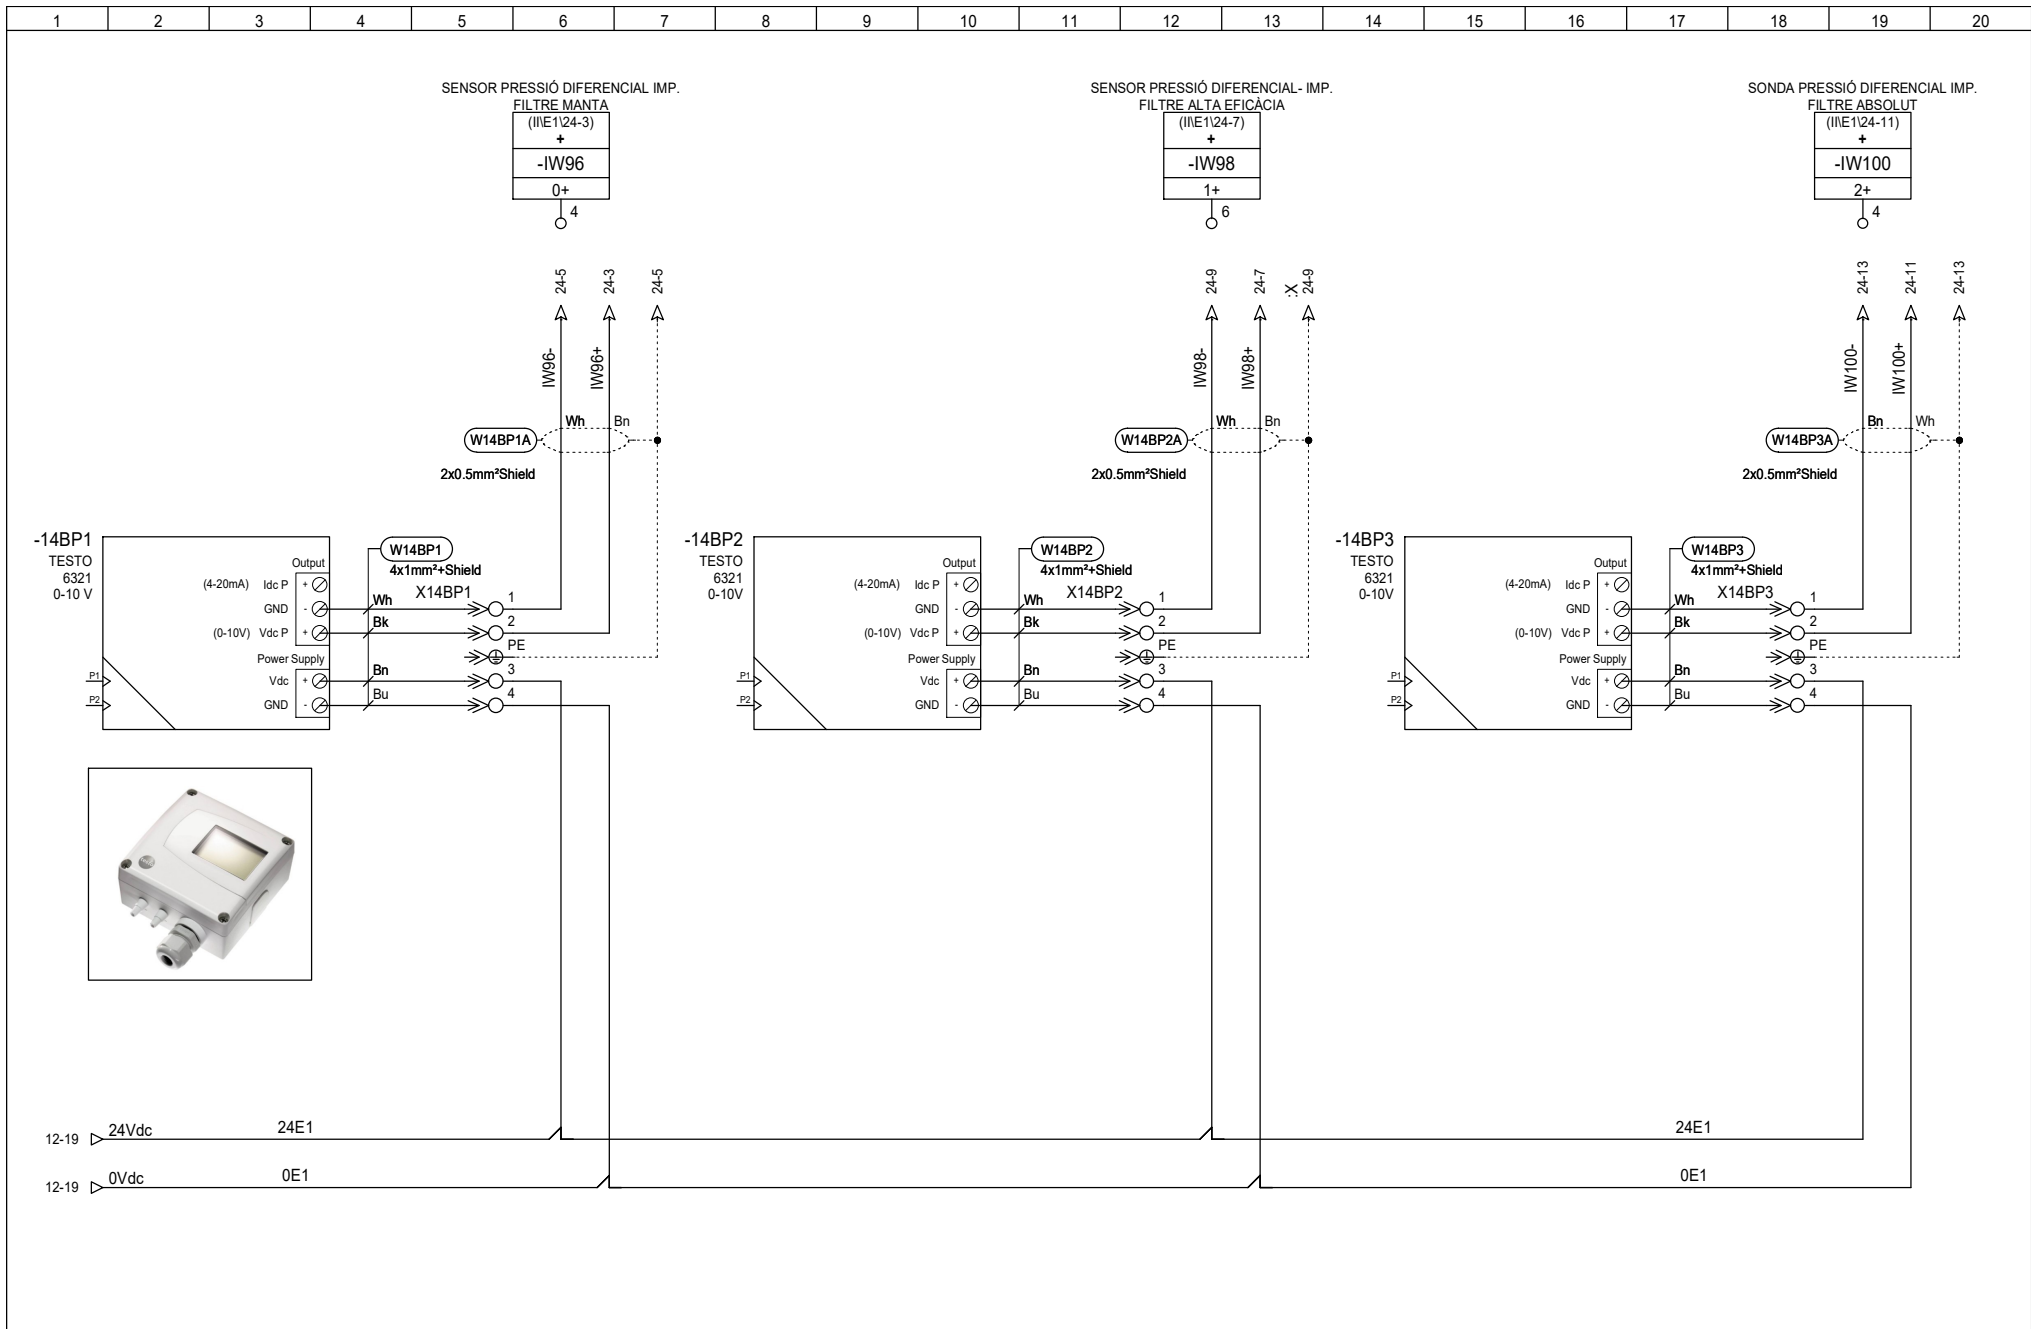 1 2 3 4 5 6 7 8 9 10 11 12 13 14 15 16 17 18 19 20
SENSOR PRESSIÓ DIFERENCIAL IMP.
FILTRE MANTA
(II\E1\24-3)
+
-IW96
0+
4
SENSOR PRESSIÓ DIFERENCIAL- IMP.
FILTRE ALTA EFICÀCIA
(II\E1\24-7)
+
-IW98
1+
6
SONDA PRESSIÓ DIFERENCIAL IMP.
FILTRE ABSOLUT
(II\E1\24-11)
+
-IW100
2+
4
24-5
24-3
24-5
IW96-
IW96+
Wh
Bn
W14BP1A
2x0.5mm²Shield
24-9
24-7
:X
24-9
IW98-
IW98+
Wh
Bn
W14BP2A
2x0.5mm²Shield
24-13
24-11
24-13
IW100-
IW100+
Bn
Wh
W14BP3A
2x0.5mm²Shield
-14BP1
TESTO
6321
0-10 V
Output
(4-20mA) Idc P +
GND -
(0-10V) Vdc P +
Power Supply
Vdc +
GND -
P1
P2
W14BP1
4x1mm²+Shield
X14BP1
Wh 1
Bk 2
PE
Bn 3
Bu 4
-14BP2
TESTO
6321
0-10V
Output
(4-20mA) Idc P +
GND -
(0-10V) Vdc P +
Power Supply
Vdc +
GND -
P1
P2
W14BP2
4x1mm²+Shield
X14BP2
Wh 1
Bk 2
PE
Bn 3
Bu 4
-14BP3
TESTO
6321
0-10V
Output
(4-20mA) Idc P +
GND -
(0-10V) Vdc P +
Power Supply
Vdc +
GND -
P1
P2
W14BP3
4x1mm²+Shield
X14BP3
Wh 1
Bk 2
PE
Bn 3
Bu 4
12-19 24Vdc 24E1 24E1
12-19 0Vdc 0E1 0E1